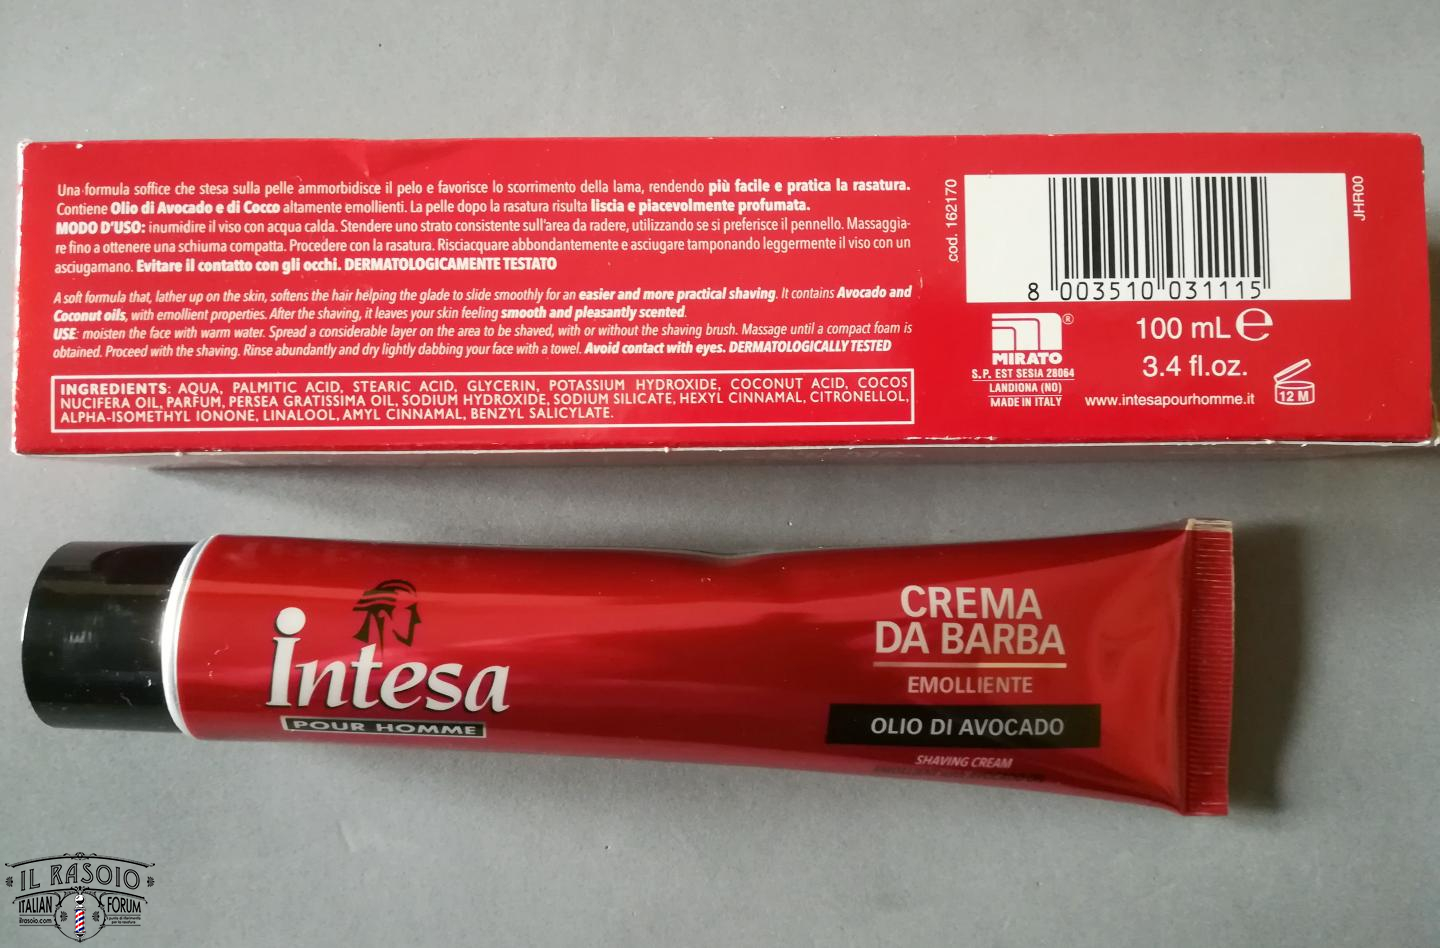 Una formula soffice che stesa sulla pelle ammorbidisce il pelo e favorisce lo scorrimento della lama, rendendo più facile e pratica la rasatura.
Contiene Olio di Avocado e di Cocco altamente emollienti. La pelle dopo la rasatura risulta liscia e piacevolmente profumata.
MODO D'USO: inumidire il viso con acqua calda. Stendere uno strato consistente sull'area da radere, utilizzando se si preferisce il pennello. Massaggia-
re fino a ottenere una schiuma compatta. Procedere con la rasatura. Risciacquare abbondantemente e asciugare tamponando leggermente il viso con un
asciugamano. Evitare il contatto con gli occhi. DERMATOLOGICAMENTE TESTATO
A soft formula that, lather up on the skin, softens the hair helping the glade to slide smoothly for an easier and more practical shaving. It contains Avocado and
Coconut oils, with emollient properties. After the shaving, it leaves your skin feeling smooth and pleasantly scented.
USE: moisten the face with warm water. Spread a considerable layer on the area to be shaved, with or without the shaving brush. Massage until a compact foam is
obtained. Proceed with the shaving. Rinse abundantly and dry lightly dabbing your face with a towel. Avoid contact with eyes. DERMATOLOGICALLY TESTED
INGREDIENTS: AQUA, PALMITIC ACID, STEARIC ACID, GLYCERIN, POTASSIUM HYDROXIDE, COCONUT ACID, COCOS
NUCIFERA OIL, PARFUM, PERSEA GRATISSIMA OIL, SODIUM HYDROXIDE, SODIUM SILICATE, HEXYL CINNAMAL, CITRONELLOL,
ALPHA-ISOMETHYL IONONE, LINALOOL, AMYL CINNAMAL, BENZYL SALICYLATE.
cod. 162170
JHR00
8 003510 031115
MIRATO ®
S.P. EST SESIA 28064
LANDIONA (NO)
MADE IN ITALY
100 mL e
3.4 fl.oz.
www.intesapourhomme.it
12 M
intesa
POUR HOMME
CREMA
DA BARBA
EMOLLIENTE
OLIO DI AVOCADO
SHAVING CREAM
IL RASOIO
ITALIAN FORUM
ilrasoio.com